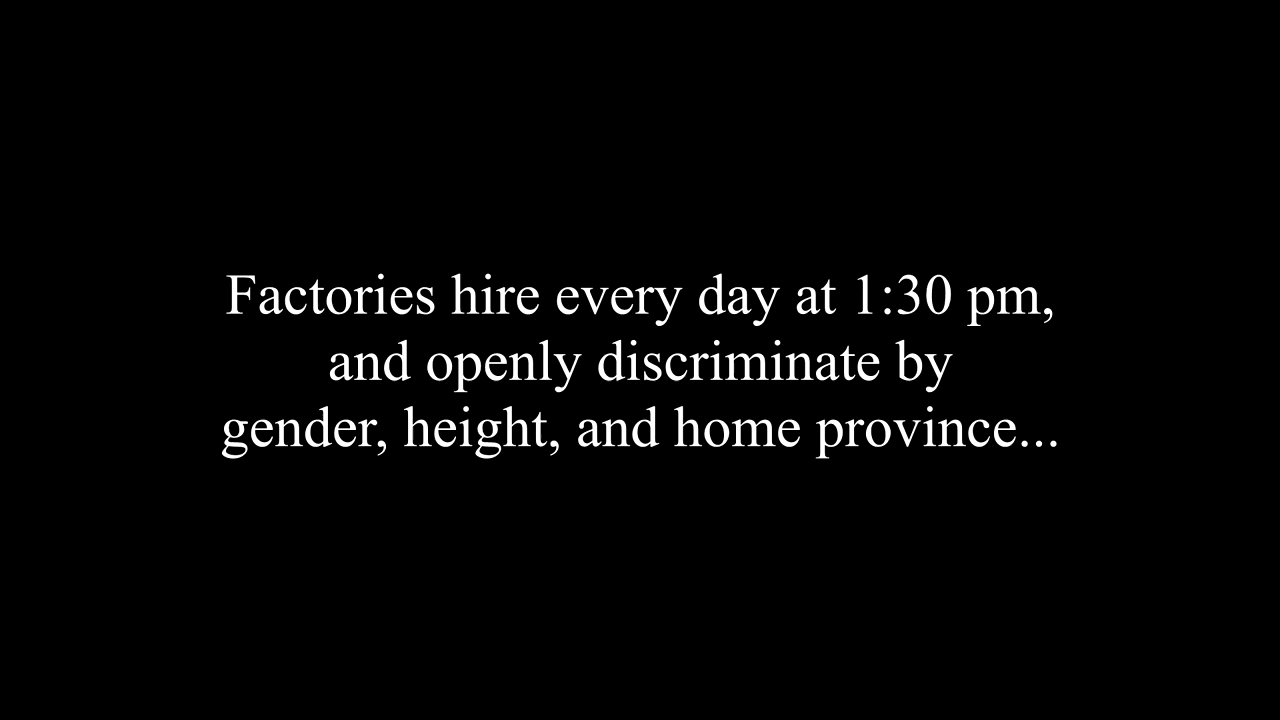 Factories hire every day at 1:30 pm,
and openly discriminate by
gender, height, and home province...